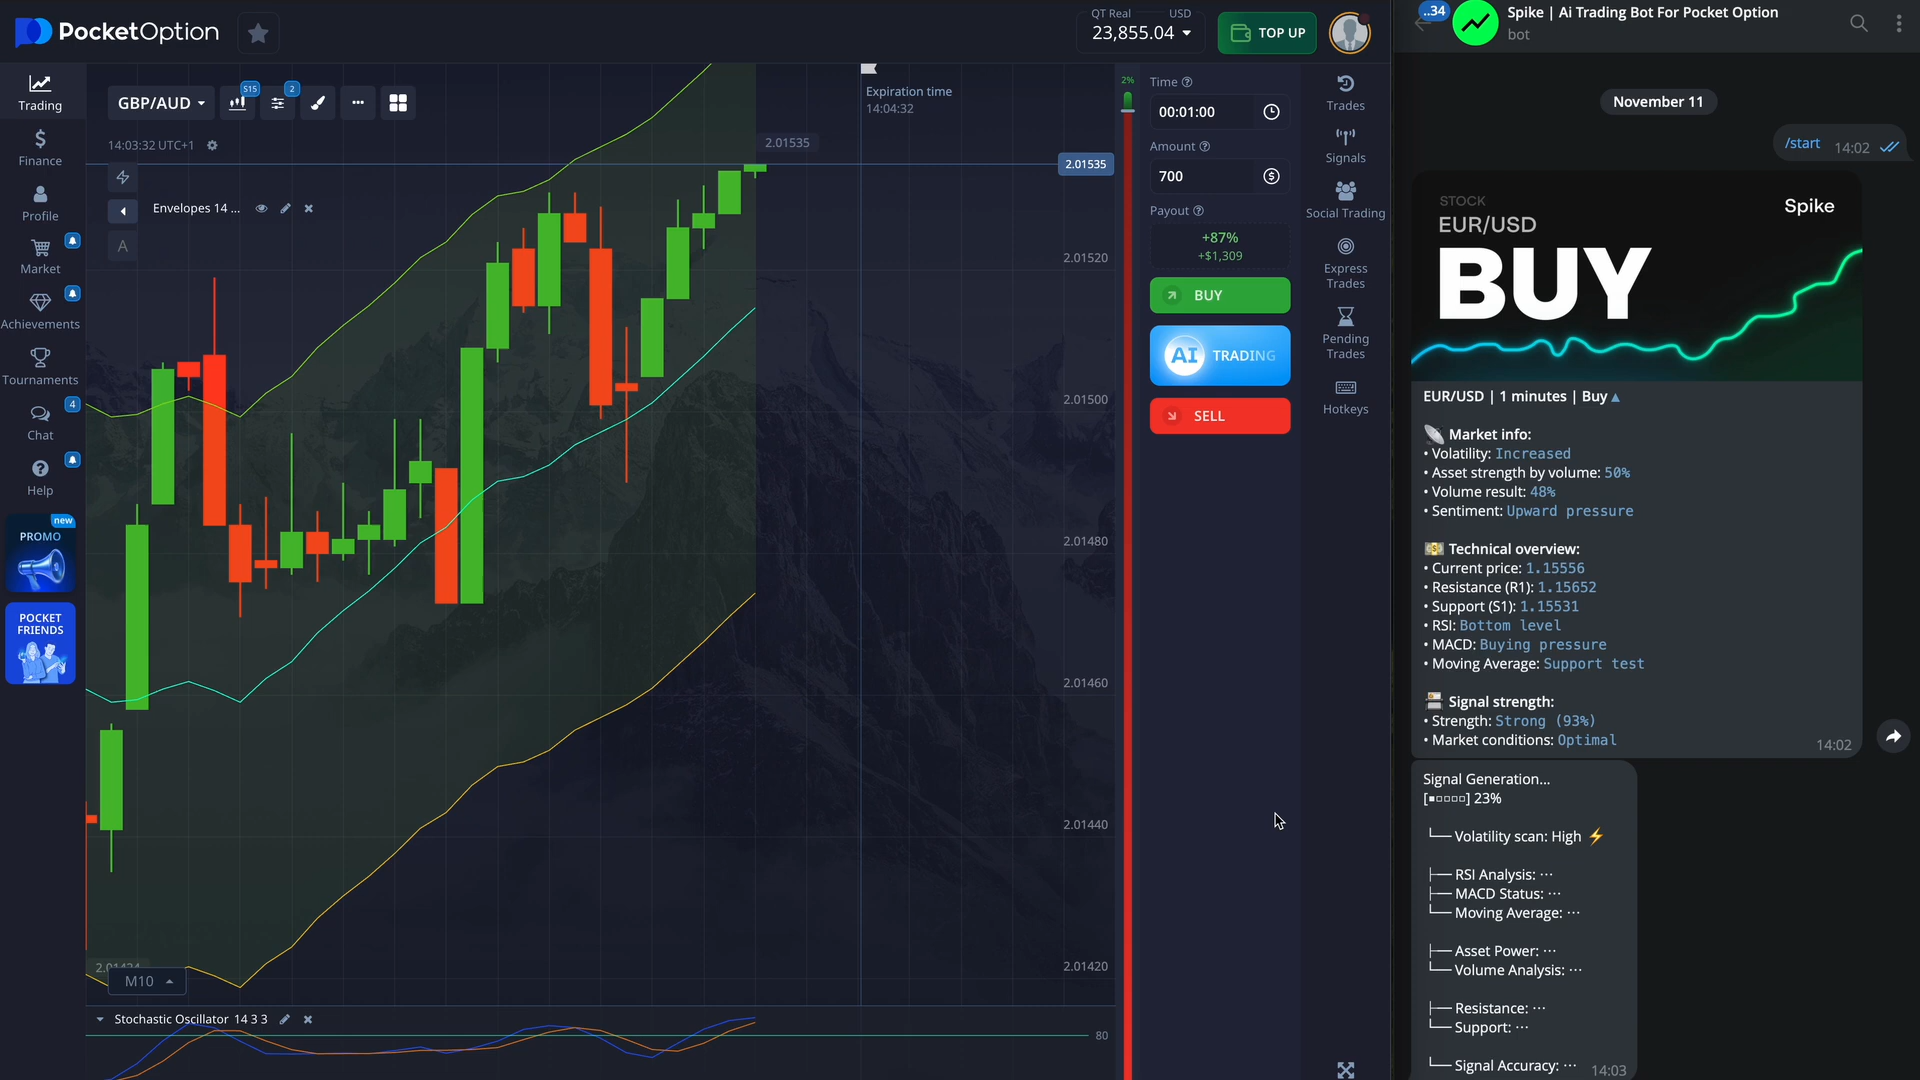 PocketOption
QT Real USD
23,855.04
TOP UP
Trading
Finance
Profile
Market
Achievements
Tournaments
4
Chat
Help
new
PROMO
POCKET
FRIENDS
GBP/AUD
S15
2
14:03:32 UTC+1
Envelopes 14 ...
A
Expiration time
14:04:32
2.01535
2.01535
2.01520
2.01500
2.01480
2.01460
2.01440
2.01420
M10
Stochastic Oscillator 14 3 3
80
2%
Time
00:01:00
Amount
700
Payout
+87%
+$1,309
BUY
AI TRADING
SELL
Trades
Signals
Social Trading
Express
Trades
Pending
Trades
Hotkeys
..34
Spike | Ai Trading Bot For Pocket Option
bot
November 11
/start 14:02
STOCK
EUR/USD
Spike
BUY
EUR/USD | 1 minutes | Buy
Market info:
• Volatility: Increased
• Asset strength by volume: 50%
• Volume result: 48%
• Sentiment: Upward pressure
Technical overview:
• Current price: 1.15556
• Resistance (R1): 1.15652
• Support (S1): 1.15531
• RSI: Bottom level
• MACD: Buying pressure
• Moving Average: Support test
Signal strength:
• Strength: Strong (93%)
• Market conditions: Optimal
14:02
Signal Generation...
[▪▫▫▫▫] 23%
└── Volatility scan: High ⚡
├── RSI Analysis: ···
├── MACD Status: ···
└── Moving Average: ···
├── Asset Power: ···
└── Volume Analysis: ···
├── Resistance: ···
└── Support: ···
└── Signal Accuracy: ···
14:03